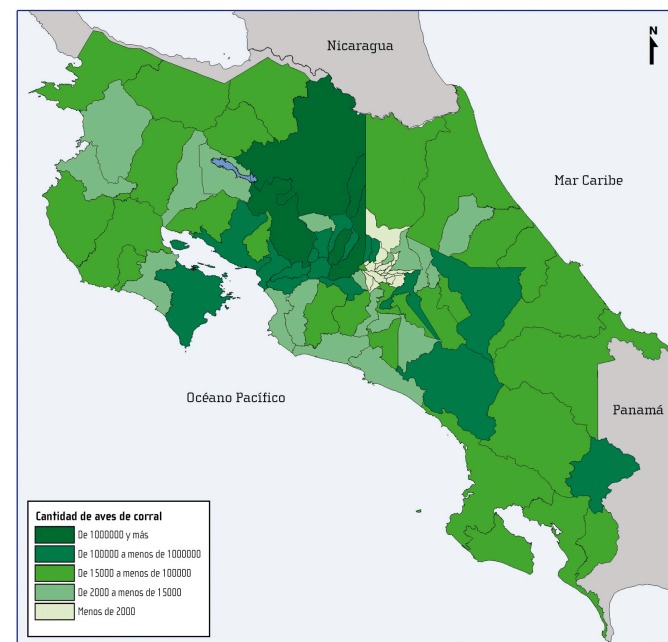 Nicaragua
N
Mar Caribe
Océano Pacífico
Panamá
Cantidad de aves de corral
De 1000000 y más
De 100000 a menos de 1000000
De 15000 a menos de 100000
De 2000 a menos de 15000
Menos de 2000